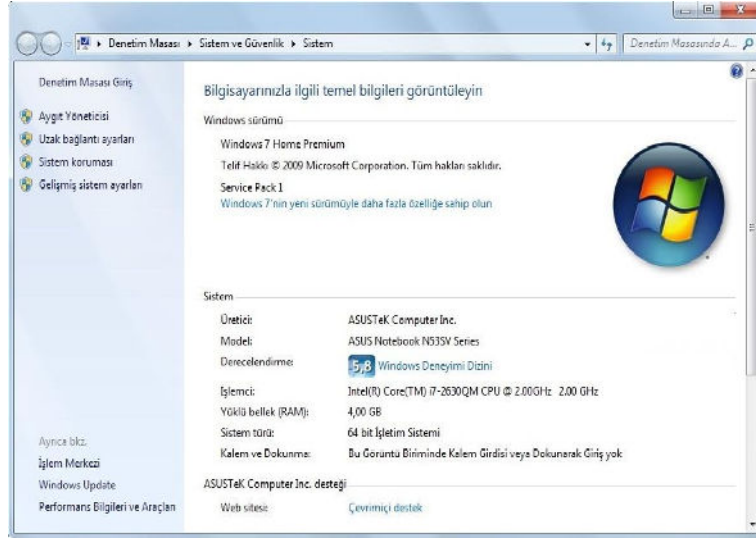 Denetim Masası ▸ Sistem ve Güvenlik ▸ Sistem
Denetim Masasında A...
Denetim Masası Giriş
Aygıt Yöneticisi
Uzak bağlantı ayarları
Sistem koruması
Gelişmiş sistem ayarları
Ayrıca bkz.
İşlem Merkezi
Windows Update
Performans Bilgileri ve Araçları
Bilgisayarınızla ilgili temel bilgileri görüntüleyin
Windows sürümü
Windows 7 Home Premium
Telif Hakkı © 2009 Microsoft Corporation. Tüm hakları saklıdır.
Service Pack 1
Windows 7'nin yeni sürümüyle daha fazla özelliğe sahip olun
Sistem
Üretici: ASUSTeK Computer Inc.
Model: ASUS Notebook N53SV Series
Derecelendirme: 5,8 Windows Deneyimi Dizini
İşlemci: Intel(R) Core(TM) i7-2630QM CPU @ 2.00GHz 2.00 GHz
Yüklü bellek (RAM): 4,00 GB
Sistem türü: 64 bit İşletim Sistemi
Kalem ve Dokunma: Bu Görüntü Biriminde Kalem Girdisi veya Dokunarak Giriş yok
ASUSTeK Computer Inc. desteği
Web sitesi: Çevrimiçi destek